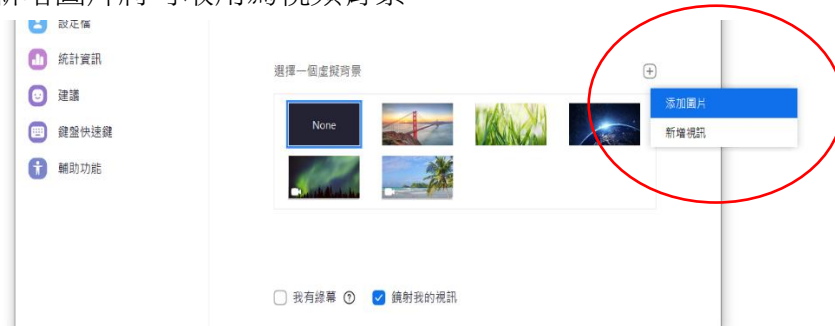 設定檔
統計資訊
建議
鍵盤快速鍵
輔助功能
選擇一個虛擬背景
添加圖片
新增視訊
None
我有綠幕
鏡射我的視訊